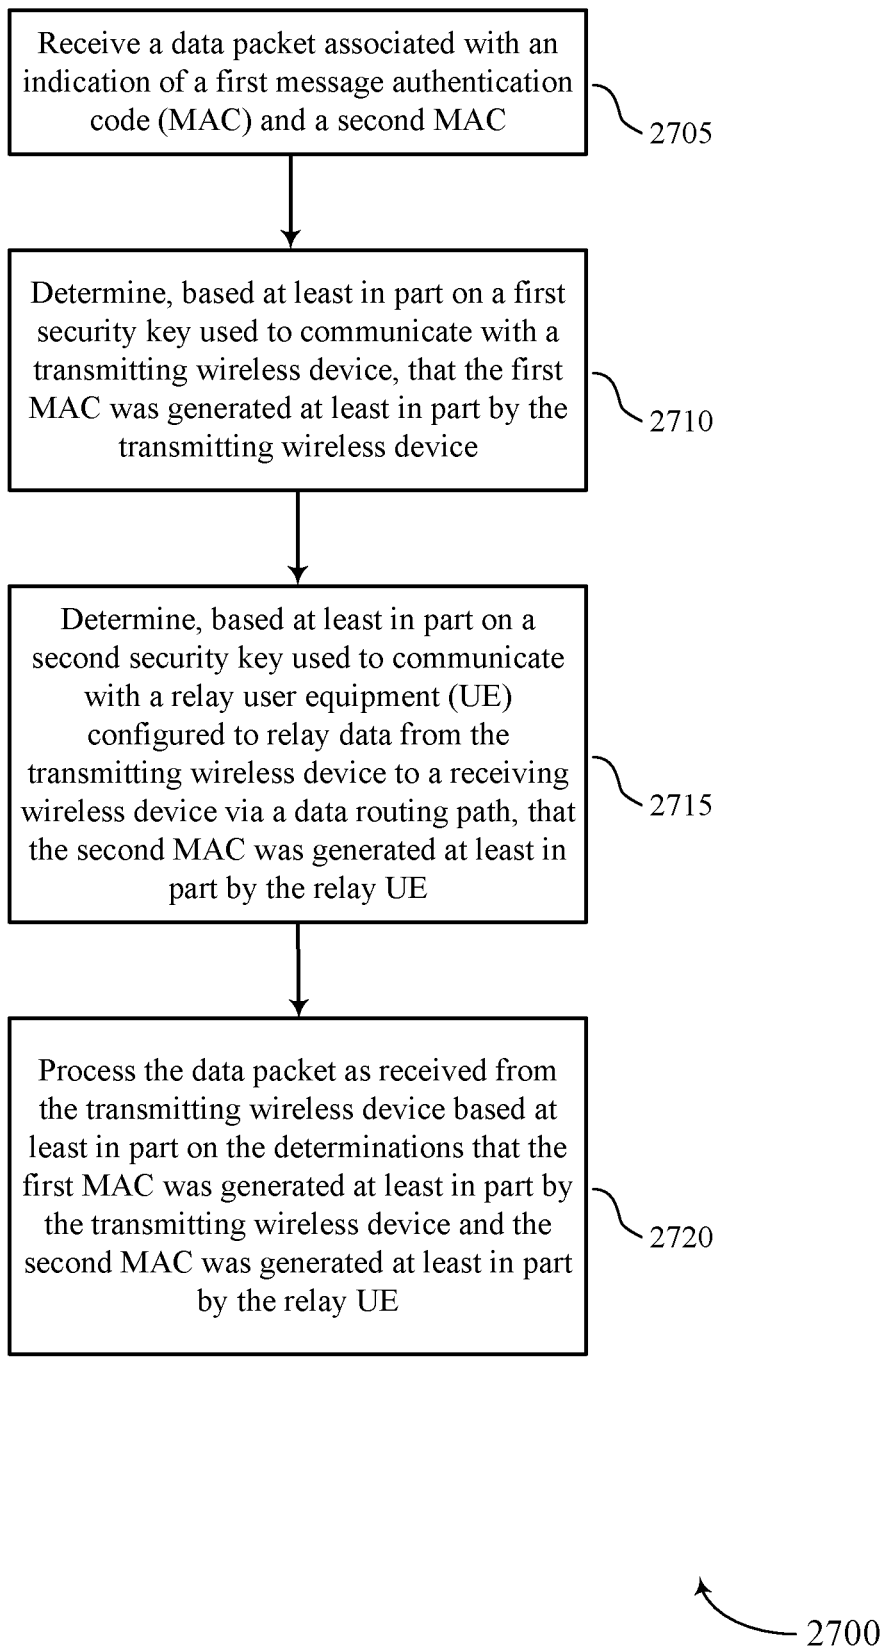 Receive a data packet associated with an
indication of a first message authentication
code (MAC) and a second MAC
2705
Determine, based at least in part on a first
security key used to communicate with a
transmitting wireless device, that the first
MAC was generated at least in part by the
transmitting wireless device
2710
Determine, based at least in part on a
second security key used to communicate
with a relay user equipment (UE)
configured to relay data from the
transmitting wireless device to a receiving
wireless device via a data routing path, that
the second MAC was generated at least in
part by the relay UE
2715
Process the data packet as received from
the transmitting wireless device based at
least in part on the determinations that the
first MAC was generated at least in part by
the transmitting wireless device and the
second MAC was generated at least in part
by the relay UE
2720
2700